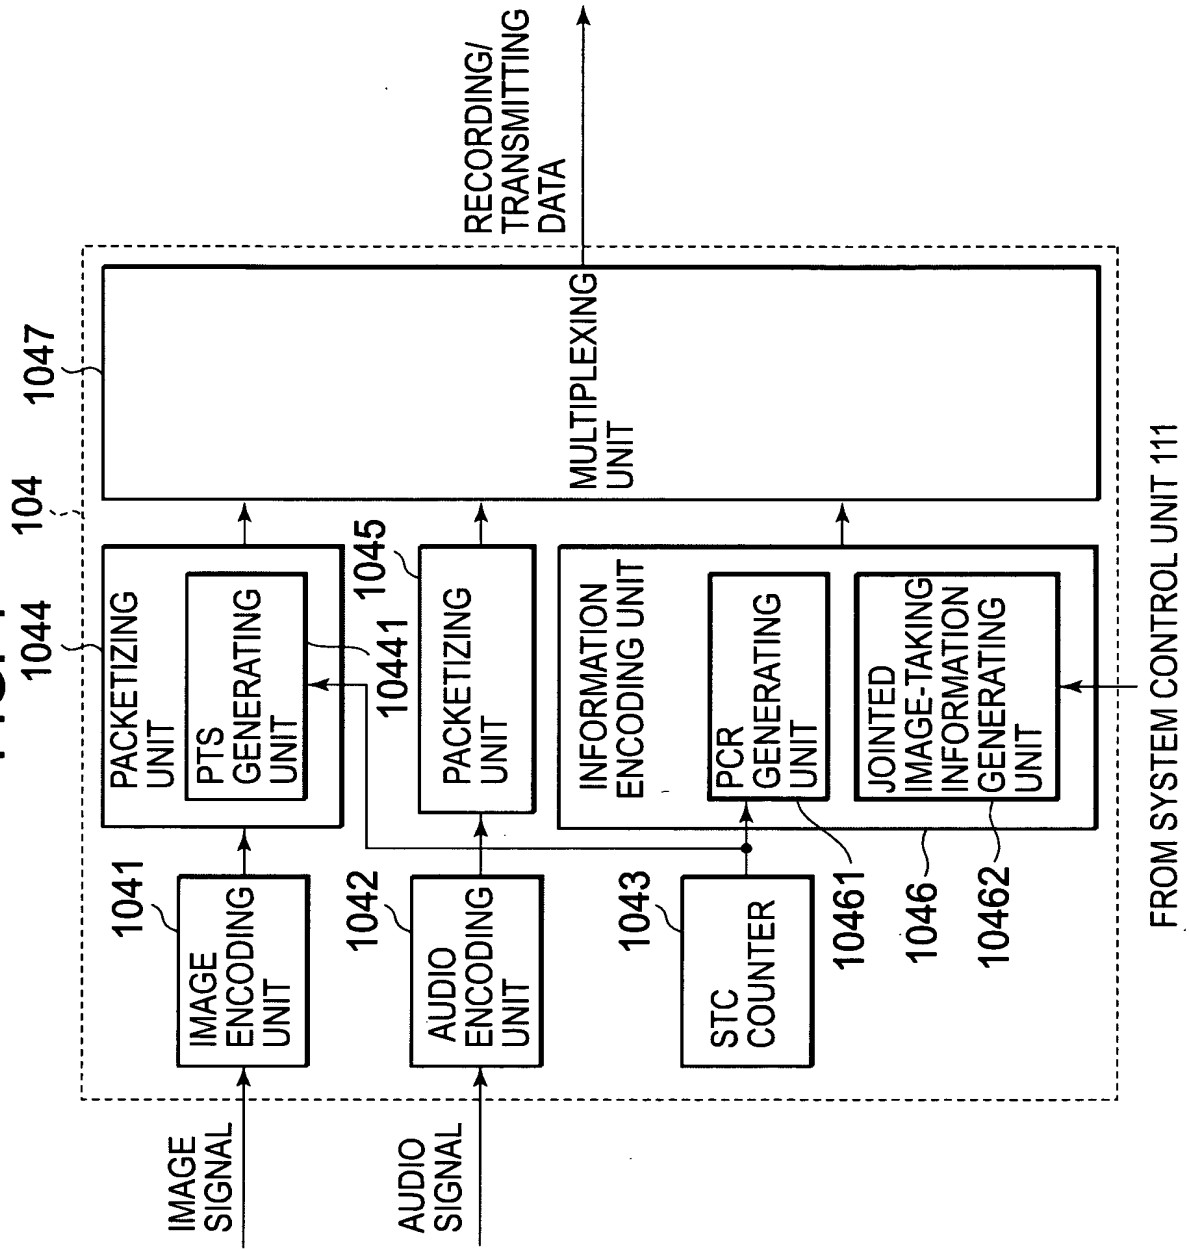 104
1047
1044
1045
1041
1042
1043
10441
10461
1046
10462
IMAGE
SIGNAL
AUDIO
SIGNAL
IMAGE
ENCODING
UNIT
AUDIO
ENCODING
UNIT
STC
COUNTER
PACKETIZING
UNIT
PTS
GENERATING
UNIT
PACKETIZING
UNIT
INFORMATION
ENCODING UNIT
PCR
GENERATING
UNIT
JOINTED
IMAGE-TAKING
INFORMATION
GENERATING
UNIT
MULTIPLEXING
UNIT
RECORDING/
TRANSMITTING
DATA
FROM SYSTEM CONTROL UNIT 111